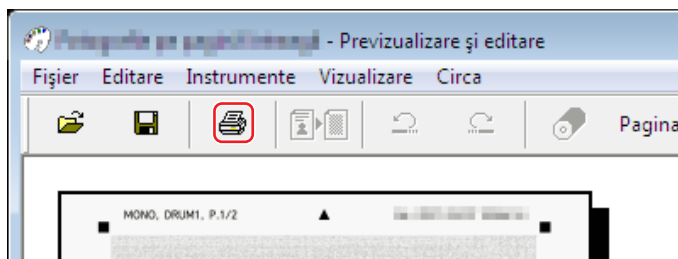 - Previzualizare şi editare
Fişier Editare Instrumente Vizualizare Circa
Pagina
MONO, DRUM1, P.1/2